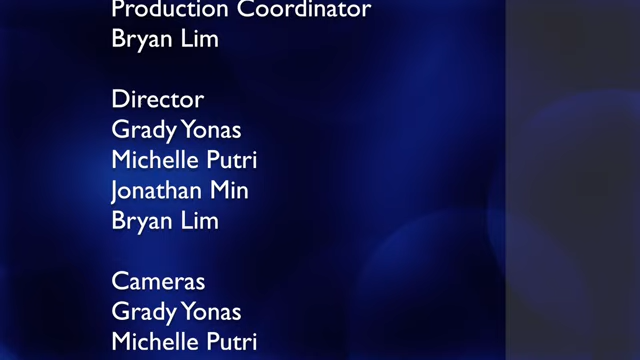 Production Coordinator
Bryan Lim
Director
Grady Yonas
Michelle Putri
Jonathan Min
Bryan Lim
Cameras
Grady Yonas
Michelle Putri